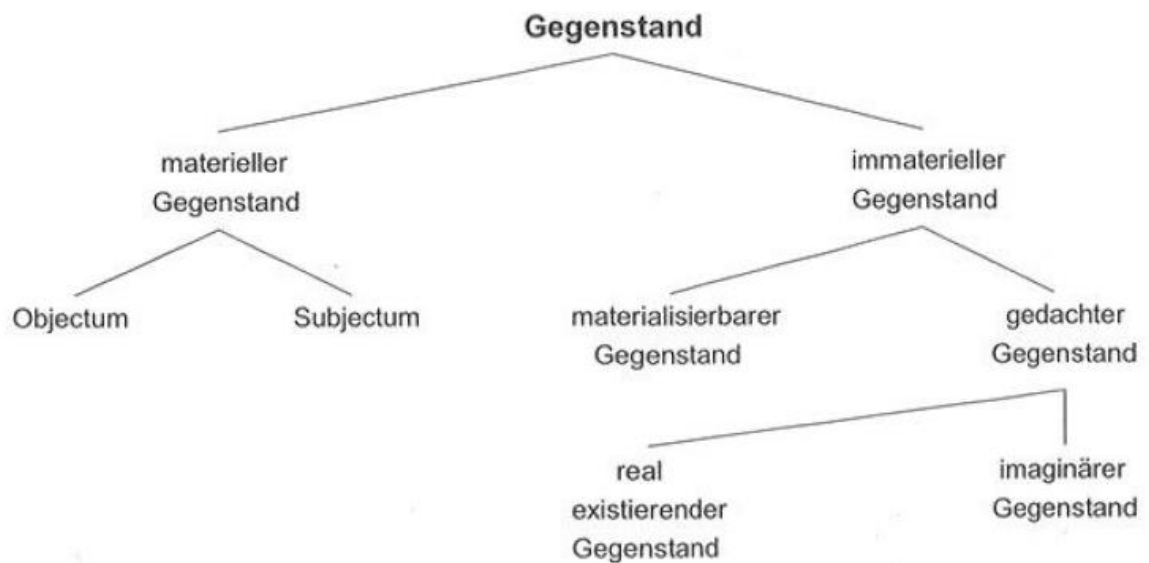 Gegenstand
materieller
Gegenstand
immaterieller
Gegenstand
Objectum
Subjectum
materialisierbarer
Gegenstand
gedachter
Gegenstand
real
existierender
Gegenstand
imaginärer
Gegenstand